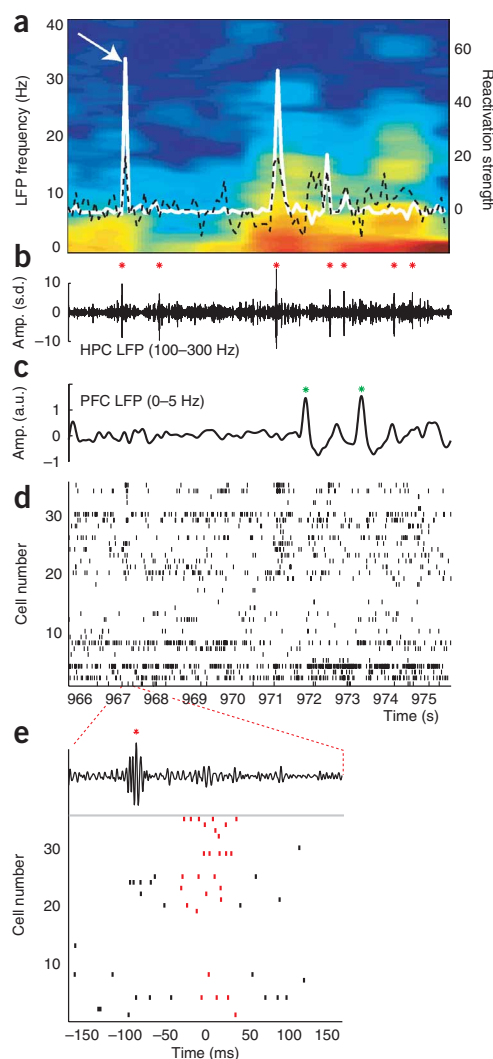 a
40
30
20
10
0
LFP frequency (Hz)
60
40
20
0
Reactivation strength
b
10
0
−10
Amp. (s.d.)
HPC LFP (100–300 Hz)
c
1
0
−1
Amp. (a.u.)
PFC LFP (0–5 Hz)
d
30
20
10
Cell number
966 967 968 969 970 971 972 973 974 975
Time (s)
e
30
20
10
Cell number
−150 −100 −50 0 50 100 150
Time (ms)